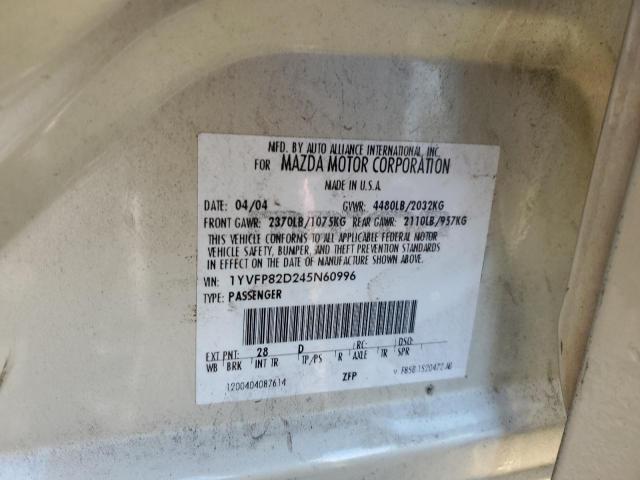 MFD. BY AUTO ALLIANCE INTERNATIONAL, INC.
FOR MAZDA MOTOR CORPORATION
MADE IN U.S.A.
DATE: 04/04 GVWR: 4480LB/2032KG
FRONT GAWR: 2370LB/1075KG REAR GAWR: 2110LB/957KG
THIS VEHICLE CONFORMS TO ALL APPLICABLE FEDERAL MOTOR
VEHICLE SAFETY, BUMPER, AND THEFT PREVENTION STANDARDS
IN EFFECT ON THE DATE OF MANUFACTURE SHOWN ABOVE.
VIN: 1YVFP82D245N60996
TYPE: PASSENGER
EXT PNT: 28 D RC: DSO:
WB BRK INT TR TP/PS R AXLE TR SPR
1200404087614 ZFP